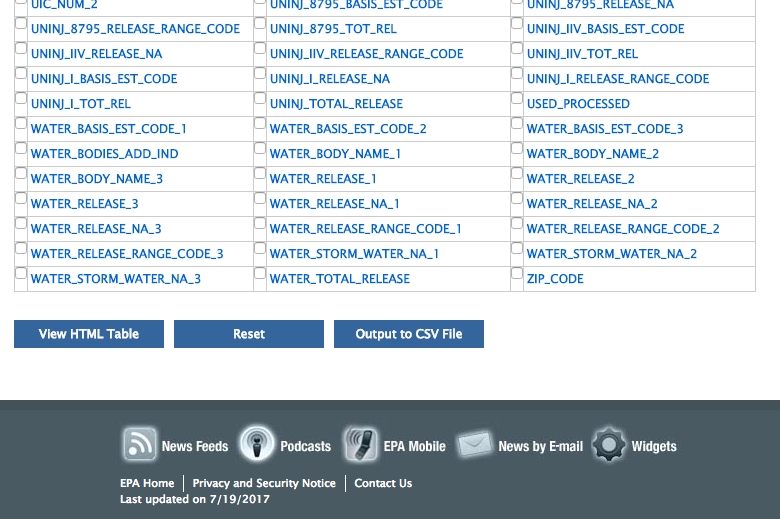 UIC_NUM_2 UNINJ_8795_BASIS_EST_CODE UNINJ_8795_RELEASE_NA
UNINJ_8795_RELEASE_RANGE_CODE UNINJ_8795_TOT_REL UNINJ_IIV_BASIS_EST_CODE
UNINJ_IIV_RELEASE_NA UNINJ_IIV_RELEASE_RANGE_CODE UNINJ_IIV_TOT_REL
UNINJ_I_BASIS_EST_CODE UNINJ_I_RELEASE_NA UNINJ_I_RELEASE_RANGE_CODE
UNINJ_I_TOT_REL UNINJ_TOTAL_RELEASE USED_PROCESSED
WATER_BASIS_EST_CODE_1 WATER_BASIS_EST_CODE_2 WATER_BASIS_EST_CODE_3
WATER_BODIES_ADD_IND WATER_BODY_NAME_1 WATER_BODY_NAME_2
WATER_BODY_NAME_3 WATER_RELEASE_1 WATER_RELEASE_2
WATER_RELEASE_3 WATER_RELEASE_NA_1 WATER_RELEASE_NA_2
WATER_RELEASE_NA_3 WATER_RELEASE_RANGE_CODE_1 WATER_RELEASE_RANGE_CODE_2
WATER_RELEASE_RANGE_CODE_3 WATER_STORM_WATER_NA_1 WATER_STORM_WATER_NA_2
WATER_STORM_WATER_NA_3 WATER_TOTAL_RELEASE ZIP_CODE
View HTML Table Reset Output to CSV File
News Feeds Podcasts EPA Mobile News by E-mail Widgets
EPA Home Privacy and Security Notice Contact Us
Last updated on 7/19/2017